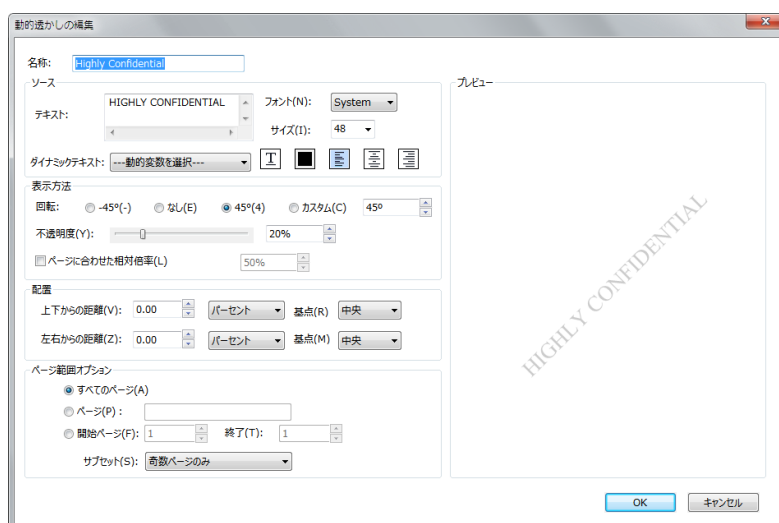 動的透かしの編集
名称: Highly Confidential
ソース
テキスト: HIGHLY CONFIDENTIAL
フォント(N): System
サイズ(I): 48
ダイナミックテキスト: ---動的変数を選択---
T
表示方法
回転: -45º(-) なし(E) 45º(4) カスタム(C) 45º
不透明度(Y): 20%
ページに合わせた相対倍率(L) 50%
配置
上下からの距離(V): 0.00 パーセント 基点(R) 中央
左右からの距離(Z): 0.00 パーセント 基点(M) 中央
ページ範囲オプション
すべてのページ(A)
ページ(P) :
開始ページ(F): 1 終了(T): 1
サブセット(S): 奇数ページのみ
プレビュー
HIGHLY CONFIDENTIAL
OK キャンセル